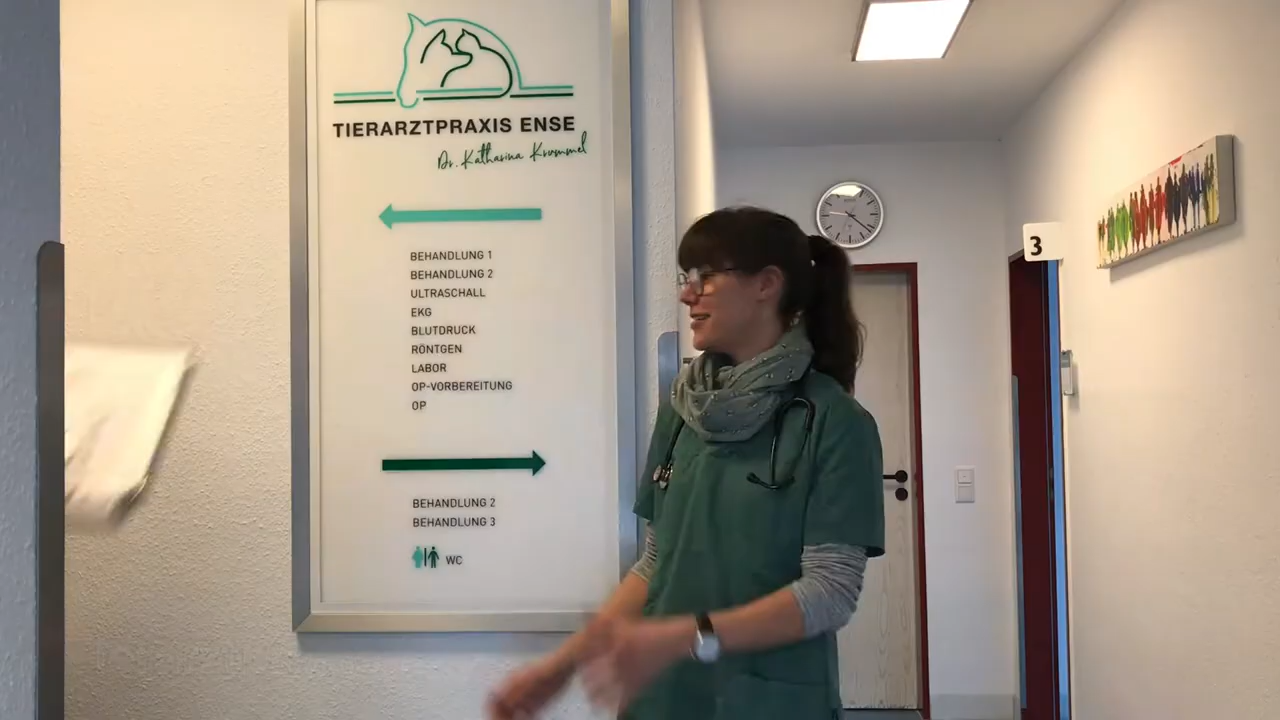 TIERARZTPRAXIS ENSE
Dr. Katharina Krummel
BEHANDLUNG 1
BEHANDLUNG 2
ULTRASCHALL
EKG
BLUTDRUCK
RÖNTGEN
LABOR
OP-VORBEREITUNG
OP
BEHANDLUNG 2
BEHANDLUNG 3
WC
3